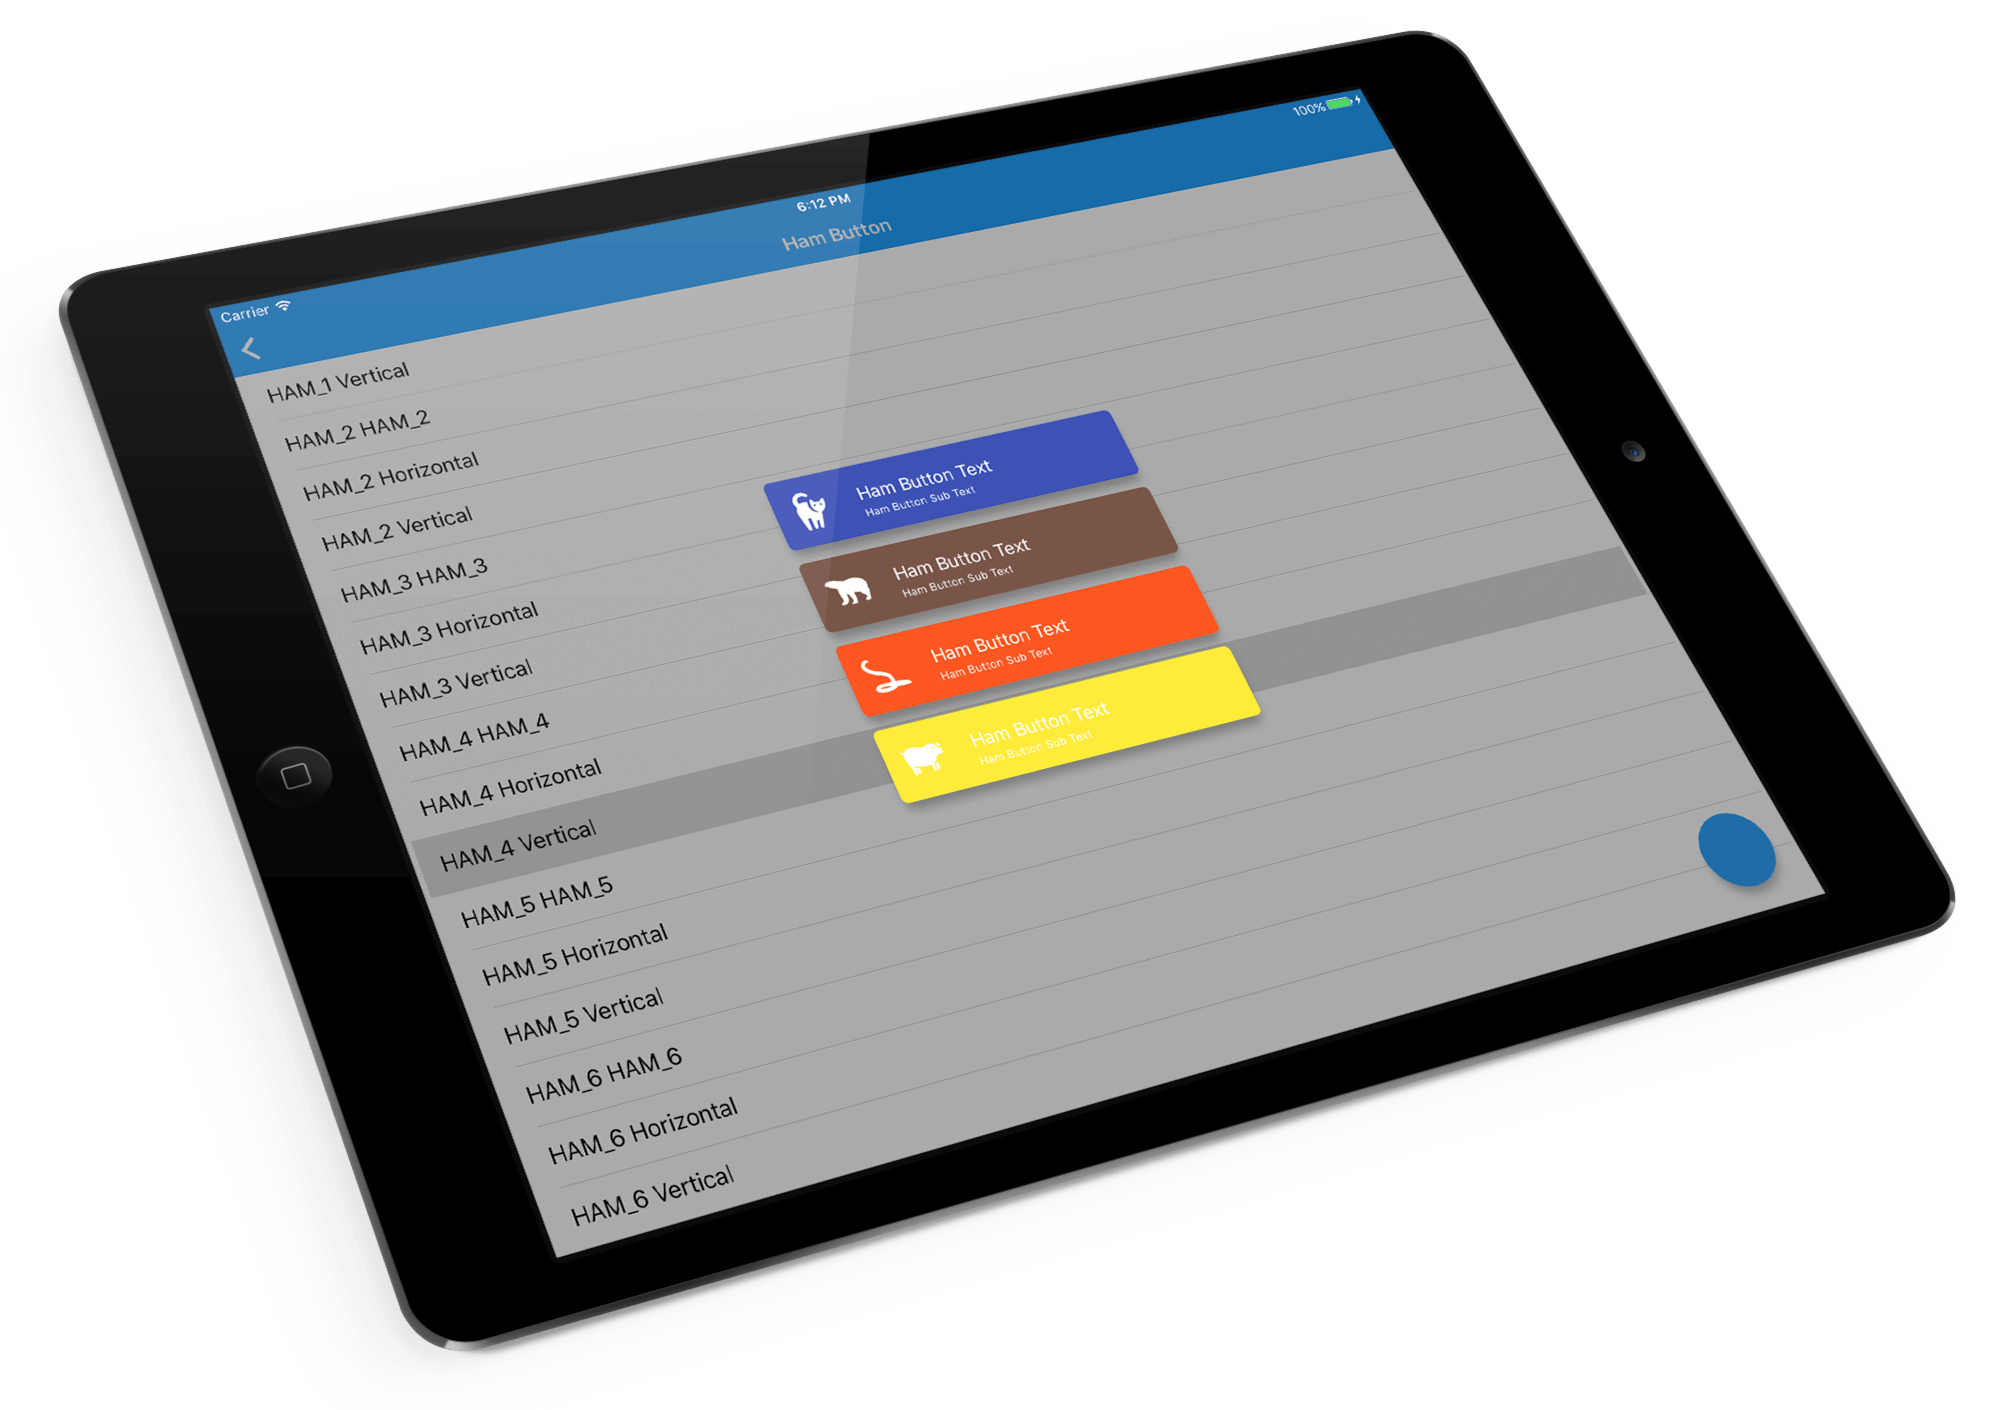 Carrier
6:12 PM
100%
Ham Button
HAM_1 Vertical
HAM_2 HAM_2
HAM_2 Horizontal
HAM_2 Vertical
HAM_3 HAM_3
HAM_3 Horizontal
HAM_3 Vertical
HAM_4 HAM_4
HAM_4 Horizontal
HAM_4 Vertical
HAM_5 HAM_5
HAM_5 Horizontal
HAM_5 Vertical
HAM_6 HAM_6
HAM_6 Horizontal
HAM_6 Vertical
Ham Button Text
Ham Button Sub Text
Ham Button Text
Ham Button Sub Text
Ham Button Text
Ham Button Sub Text
Ham Button Text
Ham Button Sub Text